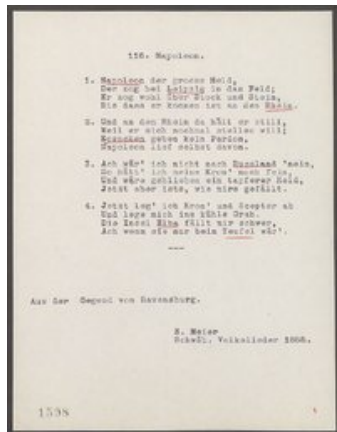 118. Napoleon.
1. Napoleon der grosse Held,
Der zog bei Leipzig in das Feld;
Er zog wohl über Stock und Stein,
Bis dass er kommen ist an den Rhein.
2. Und an den Rhein da hält er still,
Weil er sich nochmal stellen will;
Kosacken geben kein Pardon,
Napoleon lief selbst davon.
3. Ach wär' ich nicht nach Russland 'nein,
So hätt' ich meine Kron' noch fein,
Und wäre geblieben ein tapferer Held,
Jetzt aber ists, wie mirs gefällt.
4. Jetzt leg' ich Kron' und Scepter ab
Und lege mich ins kühle Grab.
Die Insel Elba fällt mir schwer,
Ach wenn sie nur beim Teufel wär'.
Aus der Gegend von Ravensburg.
E. Meier
Schwäb. Volkslieder 1855.
1598